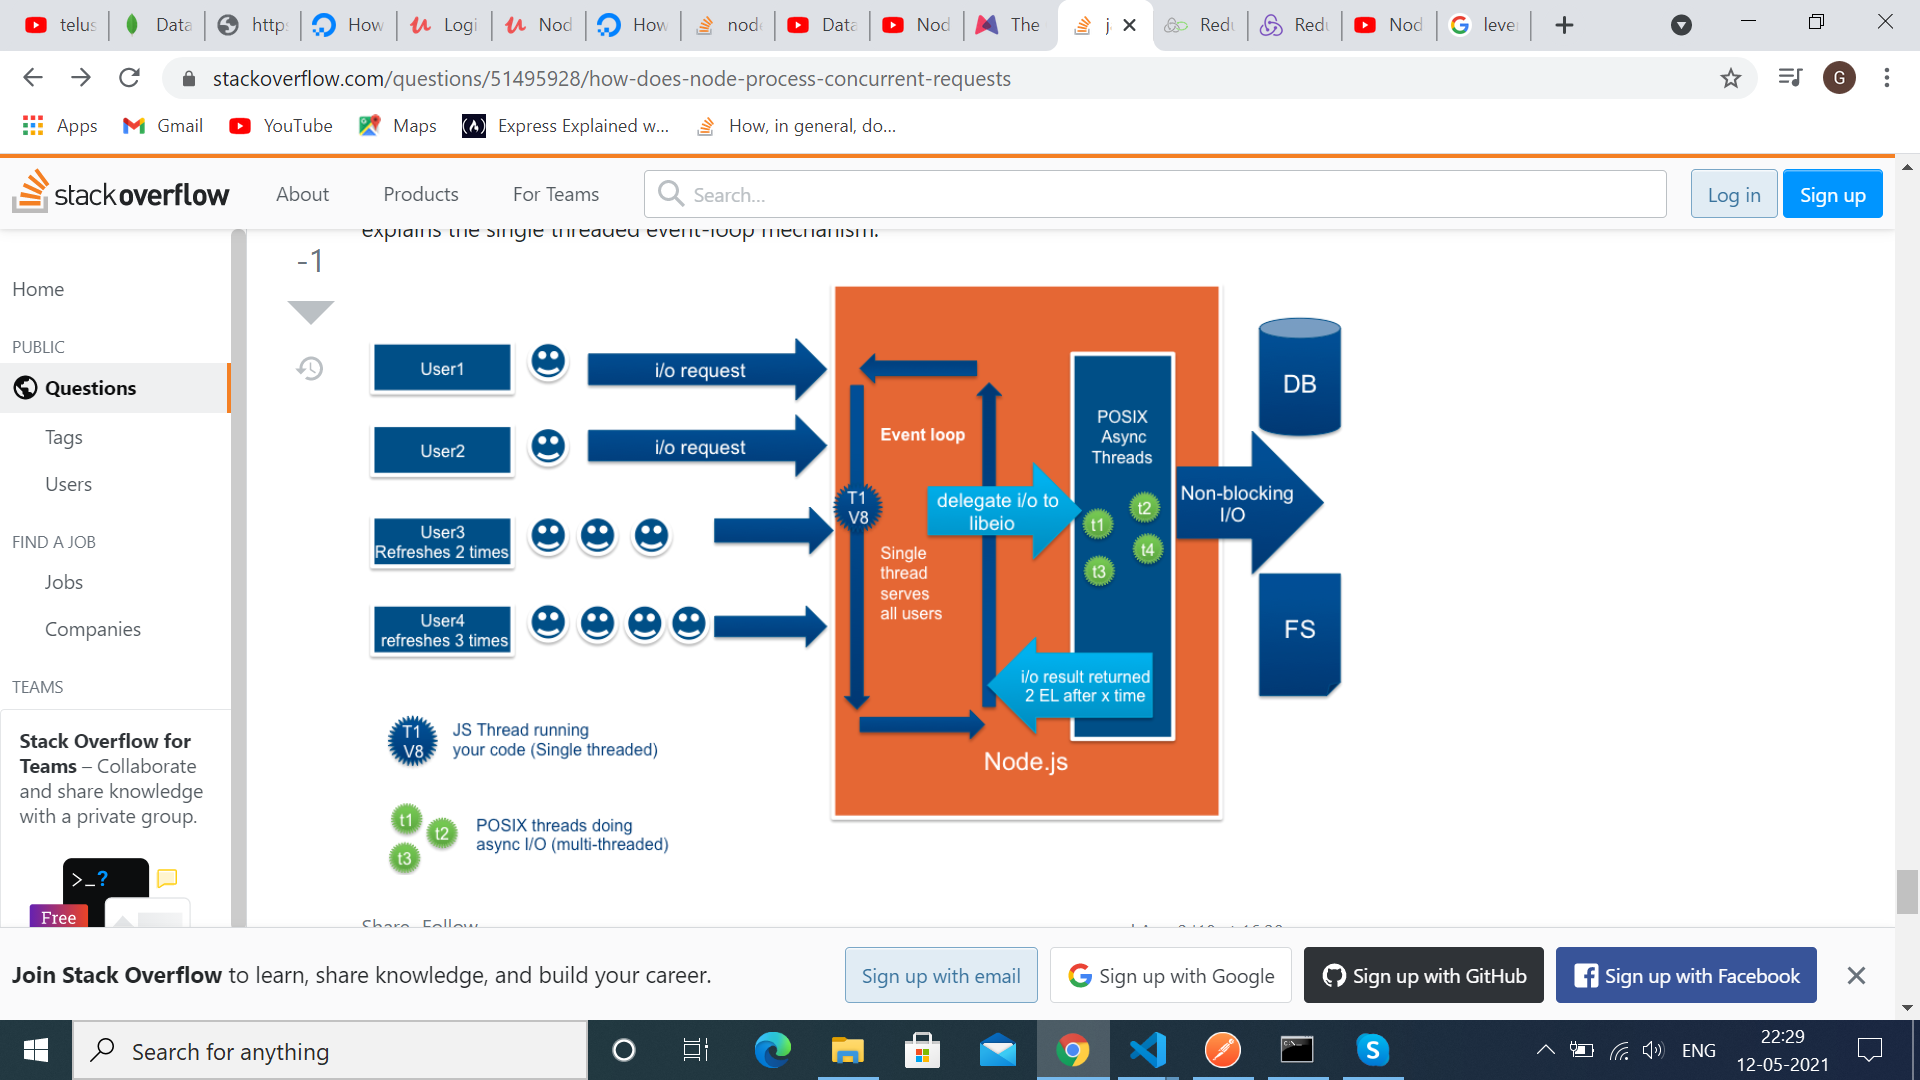 telus
Data
https
How
Logi
Nod
How
node
Data
Nod
The
j
Redu
Redu
Nod
lever
stackoverflow.com/questions/51495928/how-does-node-process-concurrent-requests
G
Apps
Gmail
YouTube
Maps
Express Explained w...
How, in general, do...
stackoverflow
About
Products
For Teams
Search...
Log in
Sign up
explains the single threaded event-loop mechanism.
-1
Home
PUBLIC
Questions
Tags
Users
FIND A JOB
Jobs
Companies
TEAMS
Stack Overflow for
Teams – Collaborate
and share knowledge
with a private group.
>_?
Free
User1
i/o request
User2
i/o request
User3
Refreshes 2 times
User4
refreshes 3 times
Event loop
T1
V8
Single
thread
serves
all users
delegate i/o to
libeio
POSIX
Async
Threads
t1
t2
t4
t3
i/o result returned
2 EL after x time
Node.js
Non-blocking
I/O
DB
FS
T1
V8
JS Thread running
your code (Single threaded)
t1
t2
t3
POSIX threads doing
async I/O (multi-threaded)
Share Follow
Join Stack Overflow to learn, share knowledge, and build your career.
Sign up with email
Sign up with Google
Sign up with GitHub
Sign up with Facebook
Search for anything
ENG
22:29
12-05-2021